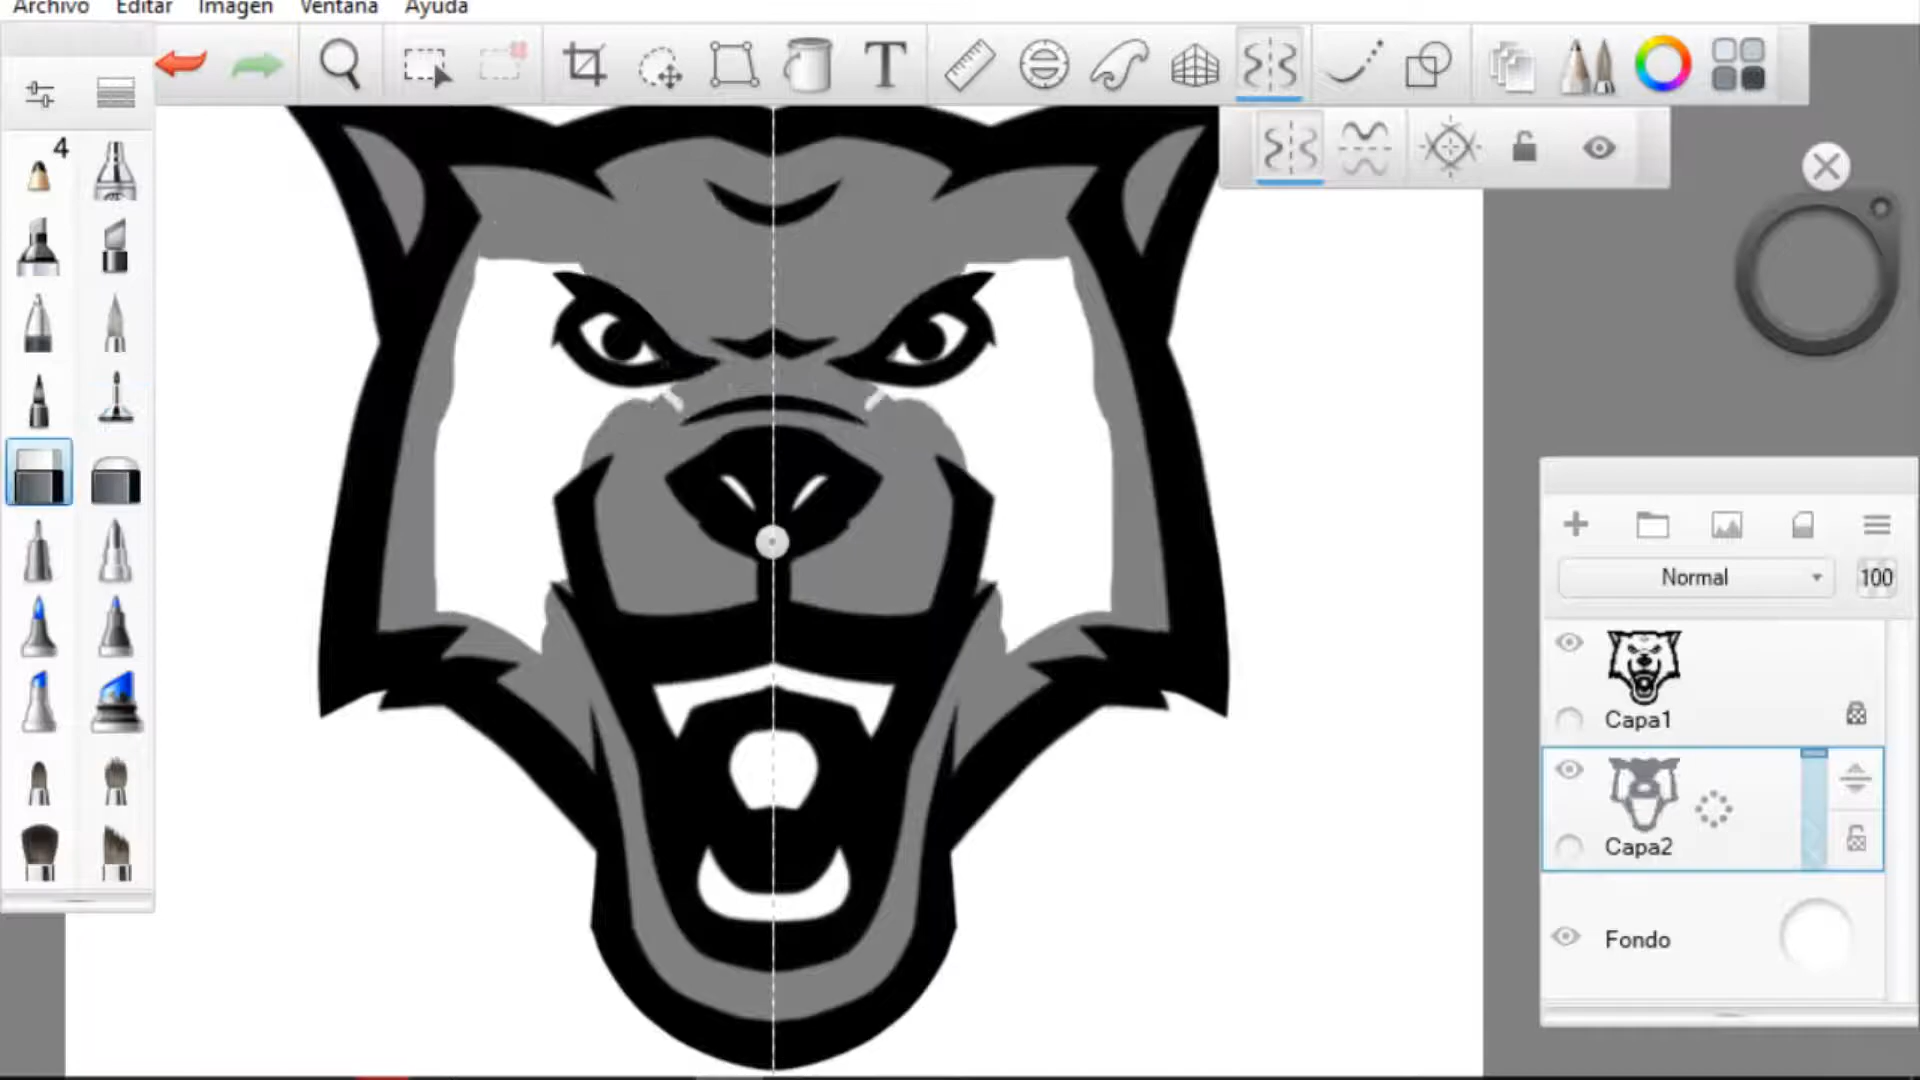 Archivo Editar Imagen Ventana Ayuda
T
4
Normal 100
Capa1
Capa2
Fondo